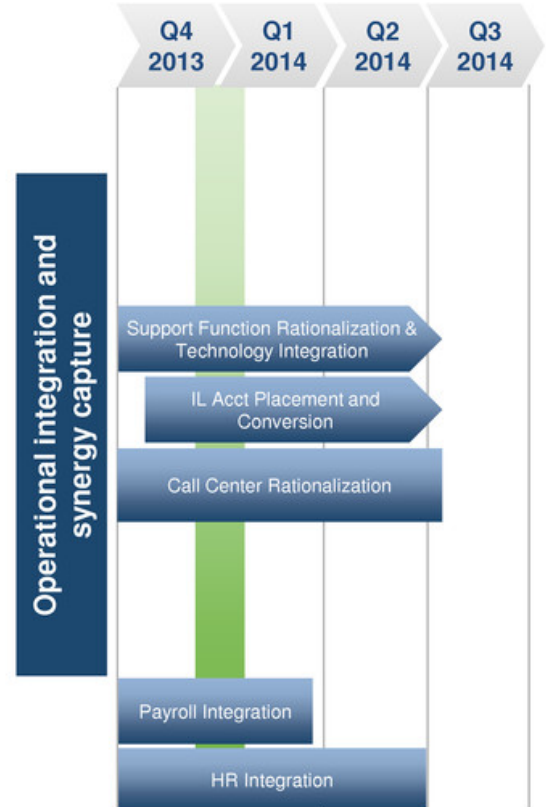 Q4
2013
Q1
2014
Q2
2014
Q3
2014
Operational integration and
synergy capture
Support Function Rationalization &
Technology Integration
IL Acct Placement and
Conversion
Call Center Rationalization
Payroll Integration
HR Integration